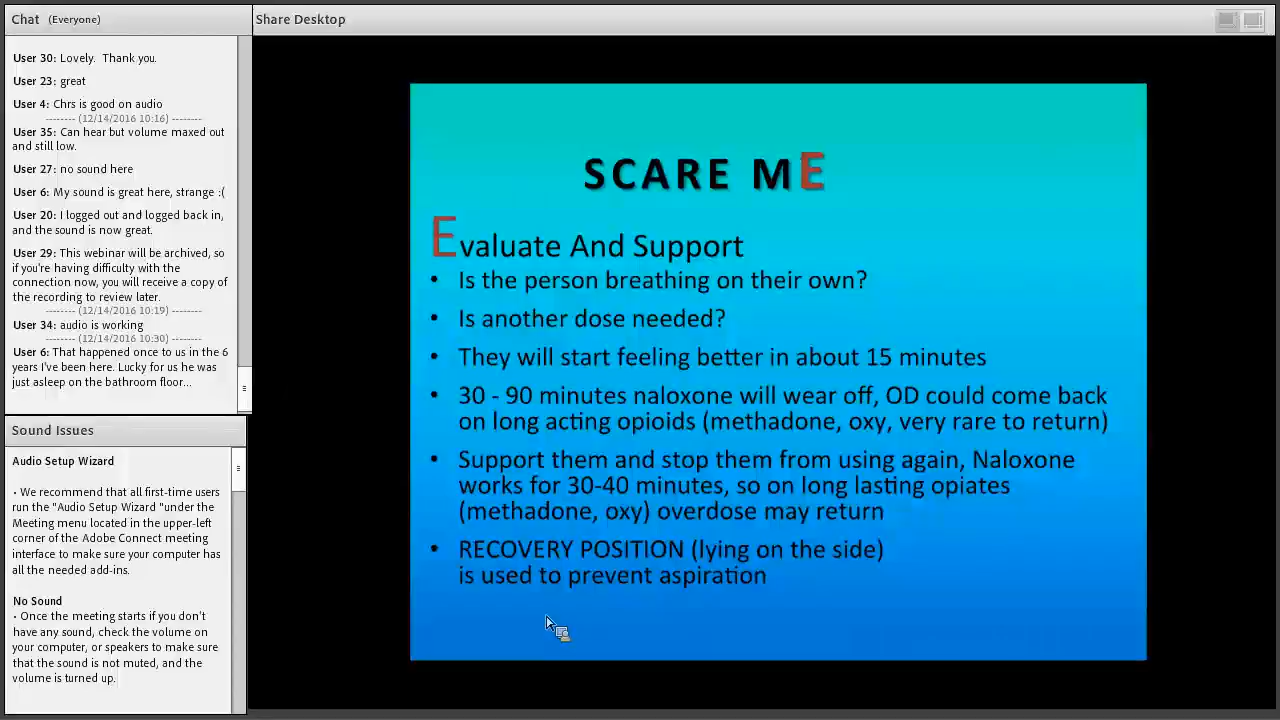 Chat (Everyone)
User 30: Lovely.  Thank you.
User 23: great
User 4: Chrs is good on audio
-------- (12/14/2016 10:16) --------
User 35: Can hear but volume maxed out
and still low.
User 27: no sound here
User 6: My sound is great here, strange :(
User 20: I logged out and logged back in,
and the sound is now great.
User 29: This webinar will be archived, so
if you're having difficulty with the
connection now, you will receive a copy of
the recording to review later.
-------- (12/14/2016 10:19) --------
User 34: audio is working
-------- (12/14/2016 10:30) --------
User 6: That happened once to us in the 6
years I've been here. Lucky for us he was
just asleep on the bathroom floor...
Sound Issues
Audio Setup Wizard
• We recommend that all first-time users
run the "Audio Setup Wizard "under the
Meeting menu located in the upper-left
corner of the Adobe Connect meeting
interface to make sure your computer has
all the needed add-ins.
No Sound
• Once the meeting starts if you don't
have any sound, check the volume on
your computer, or speakers to make sure
that the sound is not muted, and the
volume is turned up.
Share Desktop
SCARE ME
Evaluate And Support
• Is the person breathing on their own?
• Is another dose needed?
• They will start feeling better in about 15 minutes
• 30 - 90 minutes naloxone will wear off, OD could come back
on long acting opioids (methadone, oxy, very rare to return)
• Support them and stop them from using again, Naloxone
works for 30-40 minutes, so on long lasting opiates
(methadone, oxy) overdose may return
• RECOVERY POSITION (lying on the side)
is used to prevent aspiration